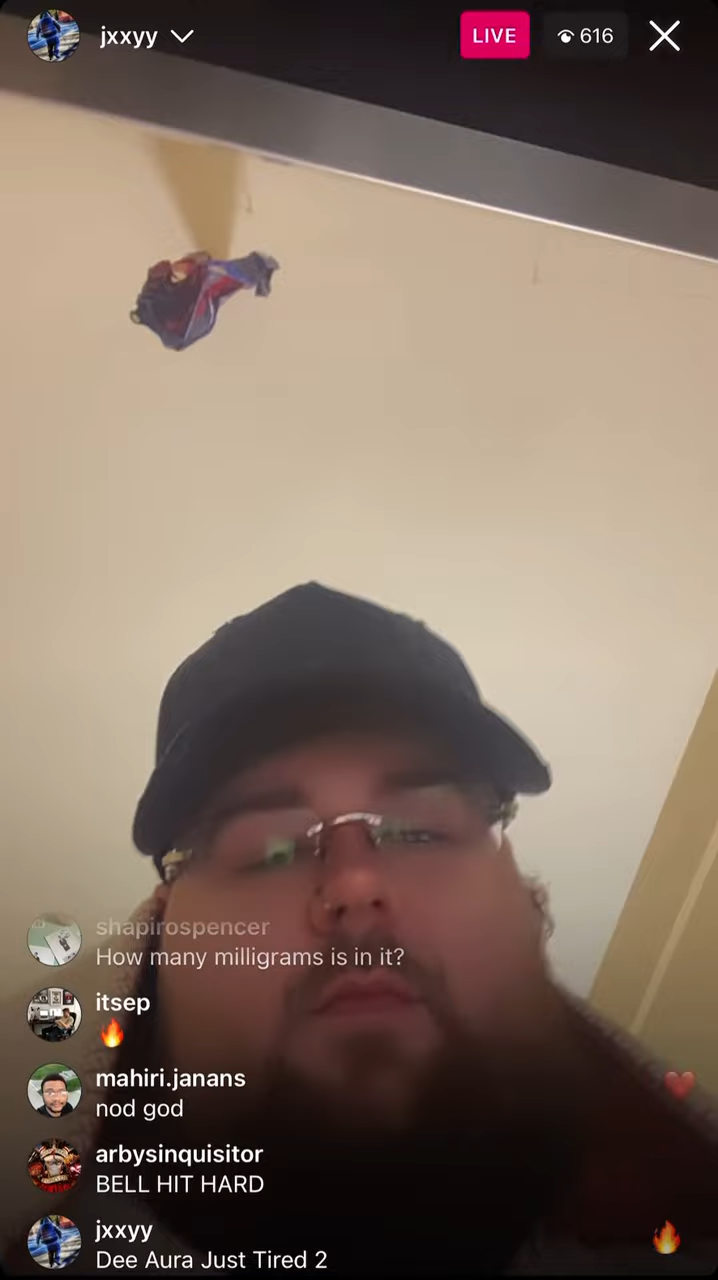 jxxyy
LIVE
616
shapirospencer
How many milligrams is in it?
itsep
🔥
mahiri.janans
nod god
arbysinquisitor
BELL HIT HARD
jxxyy
Dee Aura Just Tired 2